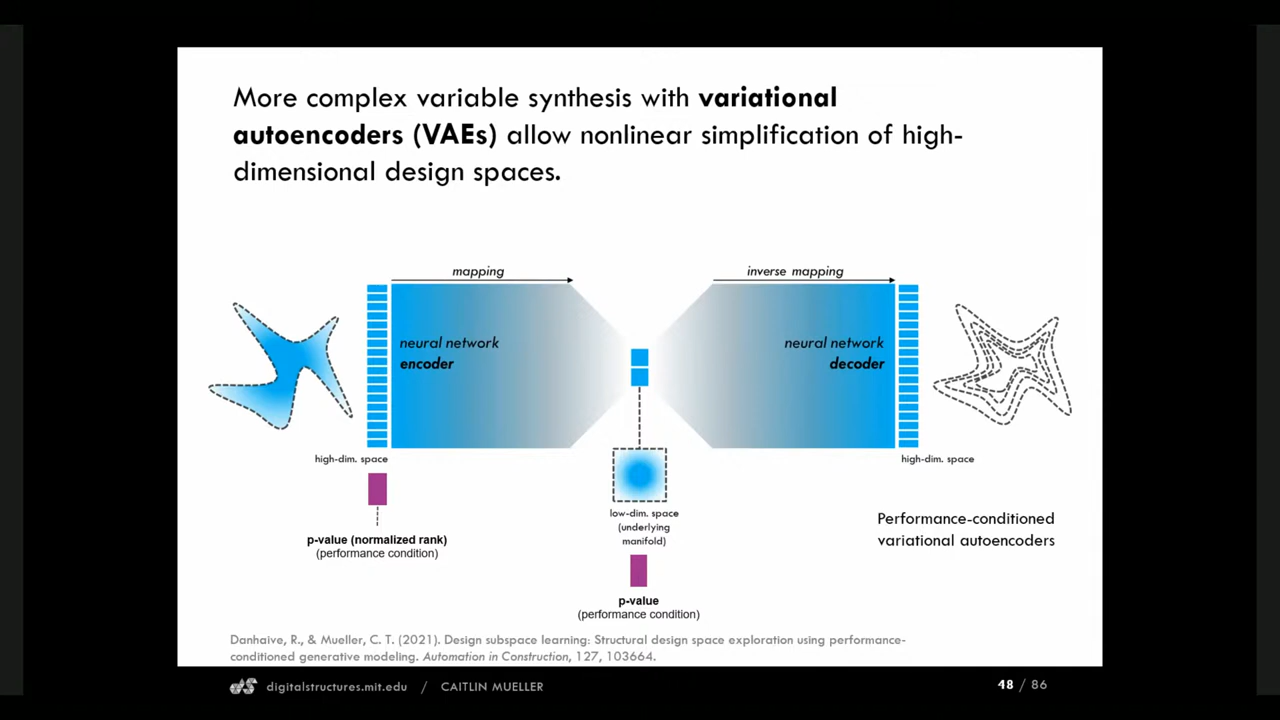 More complex variable synthesis with variational
autoencoders (VAEs) allow nonlinear simplification of high-
dimensional design spaces.
mapping
inverse mapping
neural network
encoder
neural network
decoder
high-dim. space
high-dim. space
p-value (normalized rank)
(performance condition)
low-dim. space
(underlying
manifold)
p-value
(performance condition)
Performance-conditioned
variational autoencoders
Danhaive, R., & Mueller, C. T. (2021). Design subspace learning: Structural design space exploration using performance-
conditioned generative modeling. Automation in Construction, 127, 103664.
digitalstructures.mit.edu / CAITLIN MUELLER
48 / 86